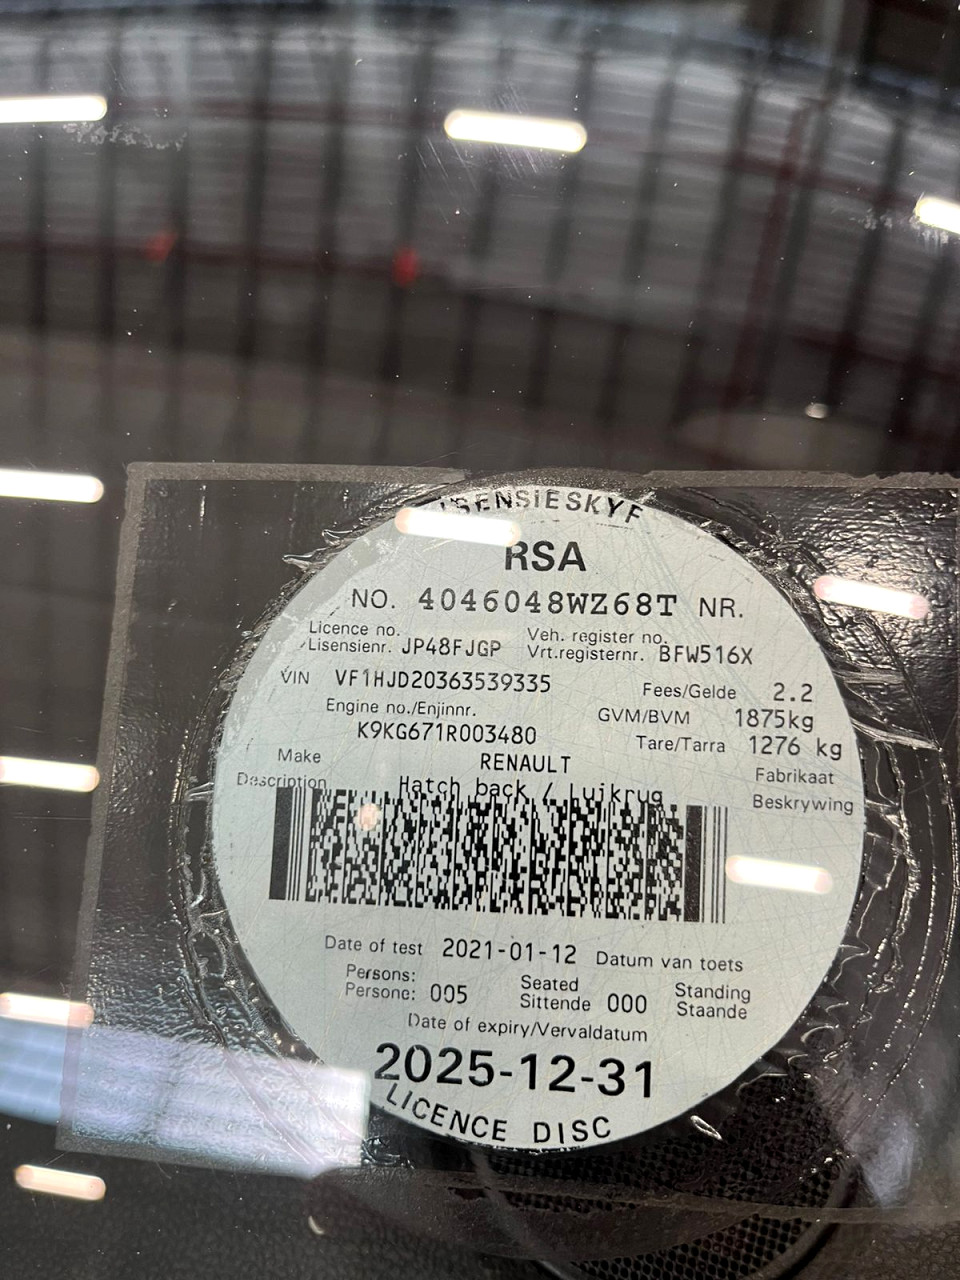 LISENSIESKYF
RSA
NO. 4046048WZ68T NR.
Licence no. Veh. register no.
Lisensienr. JP48FJGP Vrt.registernr. BFW516X
VIN VF1HJD20363539335 Fees/Gelde 2.2
Engine no./Enjinnr. GVM/BVM 1875kg
K9KG671R003480 Tare/Tarra 1276 kg
Make RENAULT Fabrikaat
Description Hatch back / Luikrug Beskrywing
Date of test 2021-01-12 Datum van toets
Persons: Seated Standing
Persone: 005 Sittende 000 Staande
Date of expiry/Vervaldatum
2025-12-31
LICENCE DISC